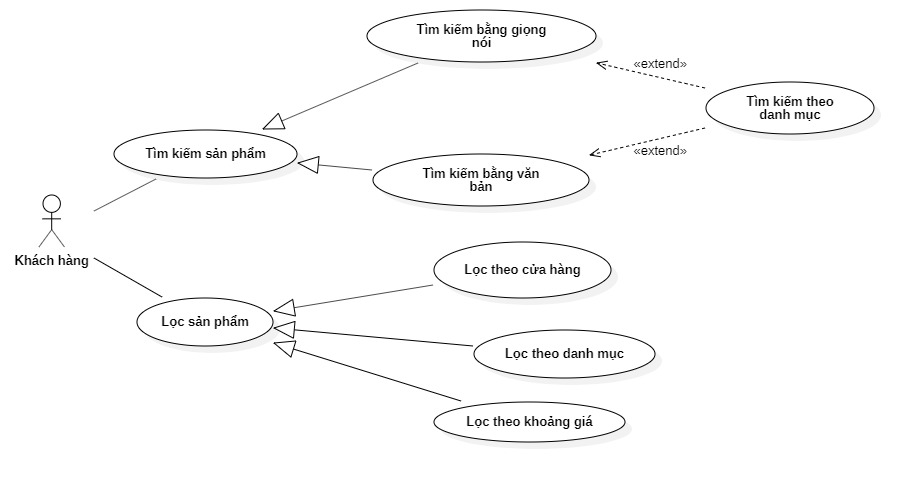 Tìm kiếm bằng giọng
nói
«extend»
Tìm kiếm theo
danh mục
Tìm kiếm sản phẩm
«extend»
Tìm kiếm bằng văn
bản
Khách hàng
Lọc theo cửa hàng
Lọc sản phẩm
Lọc theo danh mục
Lọc theo khoảng giá